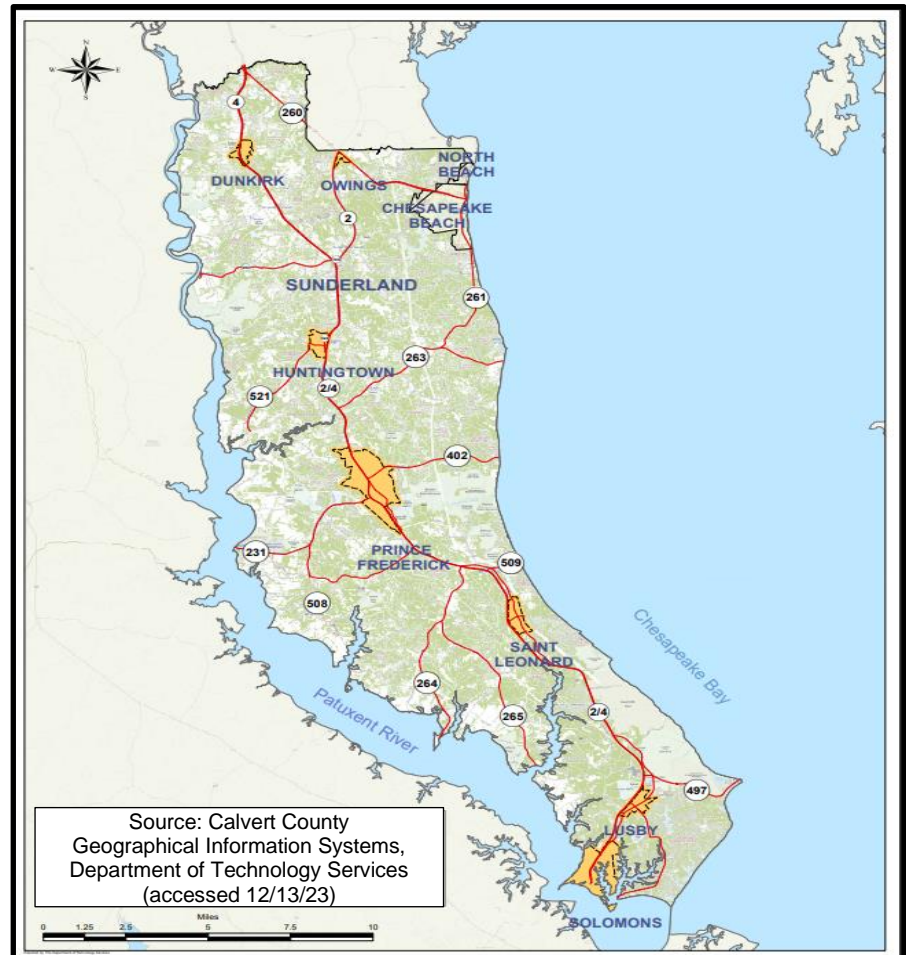 N
W
E
S
4
260
NORTH
BEACH
DUNKIRK
OWINGS
CHESAPEAKE
BEACH
2
SUNDERLAND
261
263
HUNTINGTOWN
2/4
521
402
PRINCE
FREDERICK
231
509
508
SAINT
LEONARD
Chesapeake Bay
264
265
2/4
Patuxent River
497
LUSBY
SOLOMONS
Source: Calvert County
Geographical Information Systems,
Department of Technology Services
(accessed 12/13/23)
Miles
0 1.25 2.5 5 7.5 10